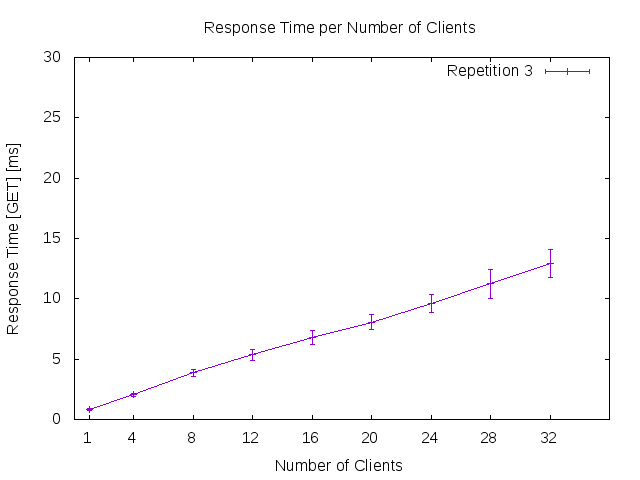 Response Time per Number of Clients
Repetition 3
Response Time [GET] [ms]
30
25
20
15
10
5
0
1 4 8 12 16 20 24 28 32
Number of Clients